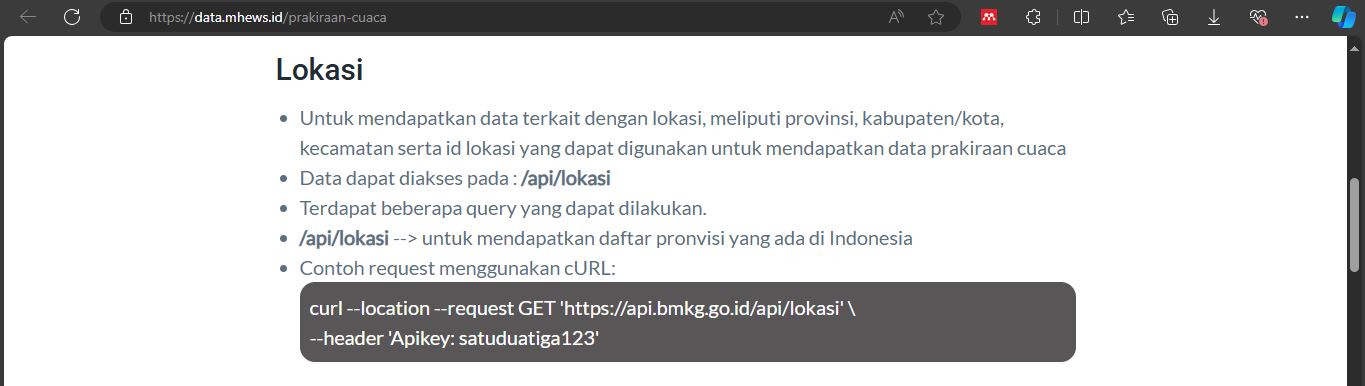 https://data.mhews.id/prakiraan-cuaca
Lokasi
• Untuk mendapatkan data terkait dengan lokasi, meliputi provinsi, kabupaten/kota,
kecamatan serta id lokasi yang dapat digunakan untuk mendapatkan data prakiraan cuaca
• Data dapat diakses pada : /api/lokasi
• Terdapat beberapa query yang dapat dilakukan.
• /api/lokasi --> untuk mendapatkan daftar pronvisi yang ada di Indonesia
• Contoh request menggunakan cURL:
curl --location --request GET 'https://api.bmkg.go.id/api/lokasi' \
--header 'Apikey: satuduatiga123'